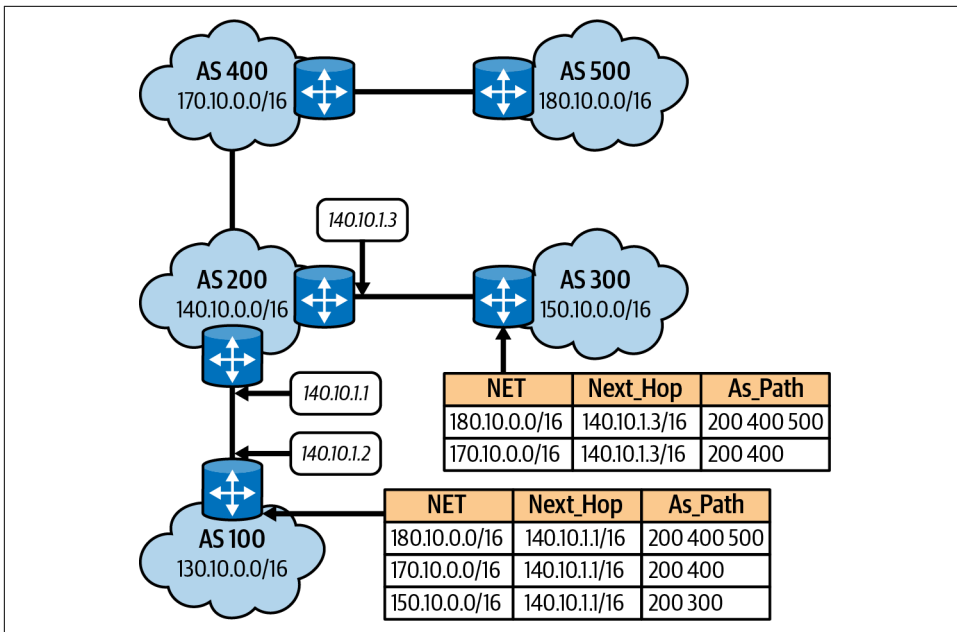 AS 400
170.10.0.0/16
AS 500
180.10.0.0/16
140.10.1.3
AS 200
140.10.0.0/16
AS 300
150.10.0.0/16
140.10.1.1
140.10.1.2
NET Next_Hop As_Path
180.10.0.0/16 140.10.1.3/16 200 400 500
170.10.0.0/16 140.10.1.3/16 200 400
AS 100
130.10.0.0/16
NET Next_Hop As_Path
180.10.0.0/16 140.10.1.1/16 200 400 500
170.10.0.0/16 140.10.1.1/16 200 400
150.10.0.0/16 140.10.1.1/16 200 300